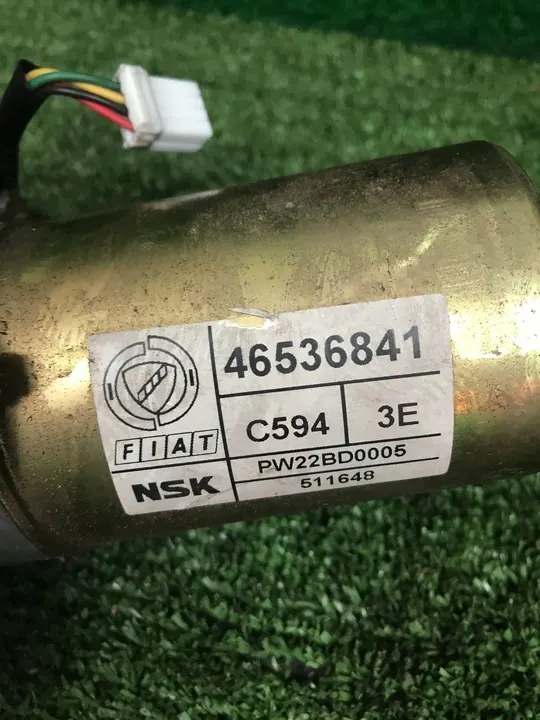 46536841
C594 3E
FIAT
PW22BD0005
NSK
511648